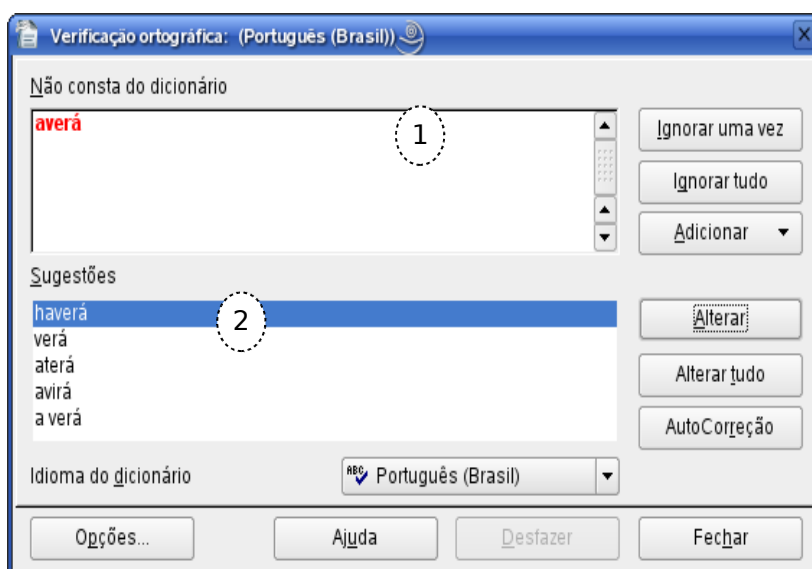 Verificação ortográfica: (Português (Brasil))
Não consta do dicionário
averá
1
Ignorar uma vez
Ignorar tudo
Adicionar
Sugestões
haverá
2
verá
aterá
avirá
a verá
Alterar
Alterar tudo
AutoCorreção
Idioma do dicionário
ABC Português (Brasil)
Opções...
Ajuda
Desfazer
Fechar